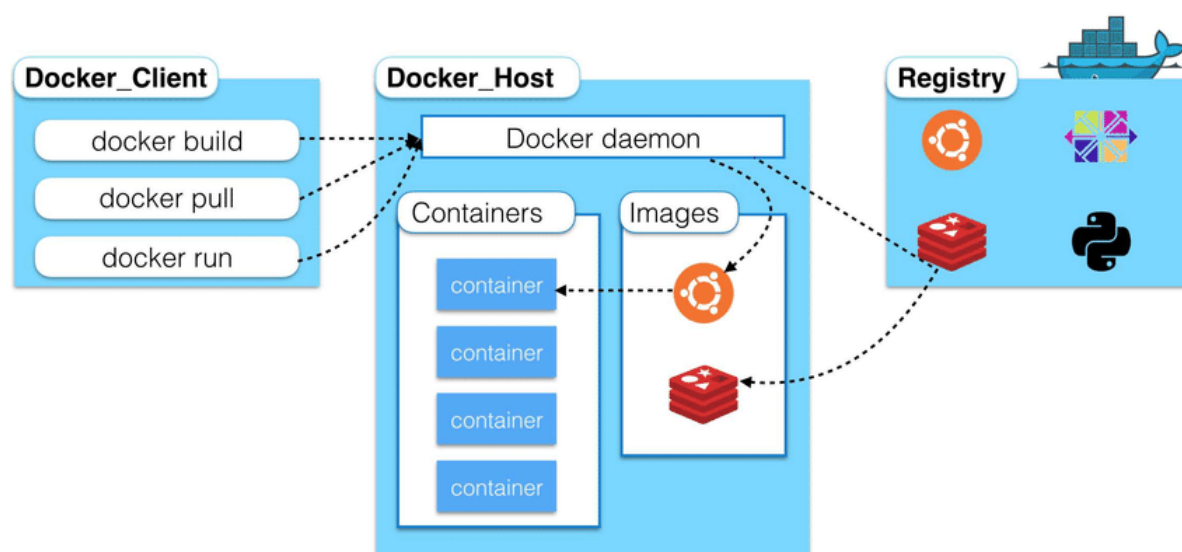 Docker_Client
docker build
docker pull
docker run
Docker_Host
Docker daemon
Containers
container
container
container
container
Images
Registry